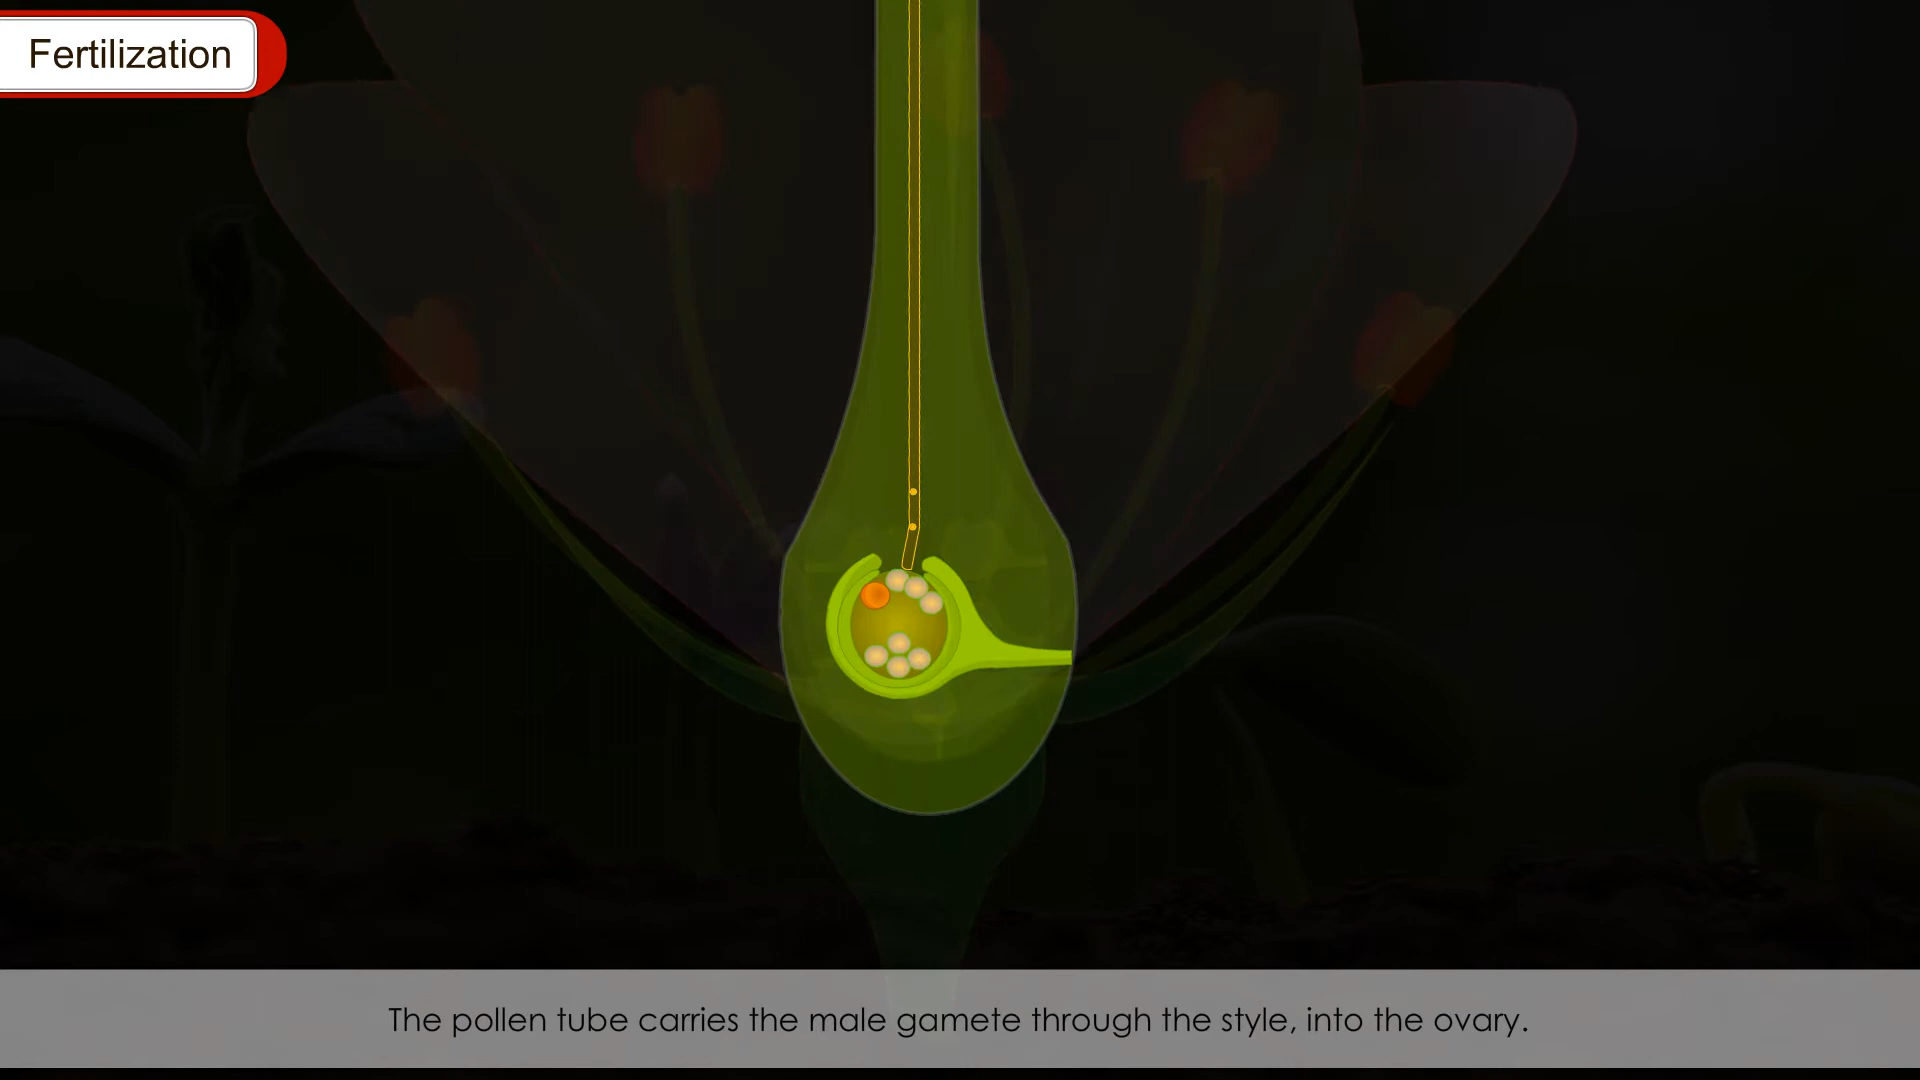 Fertilization
The pollen tube carries the male gamete through the style, into the ovary.